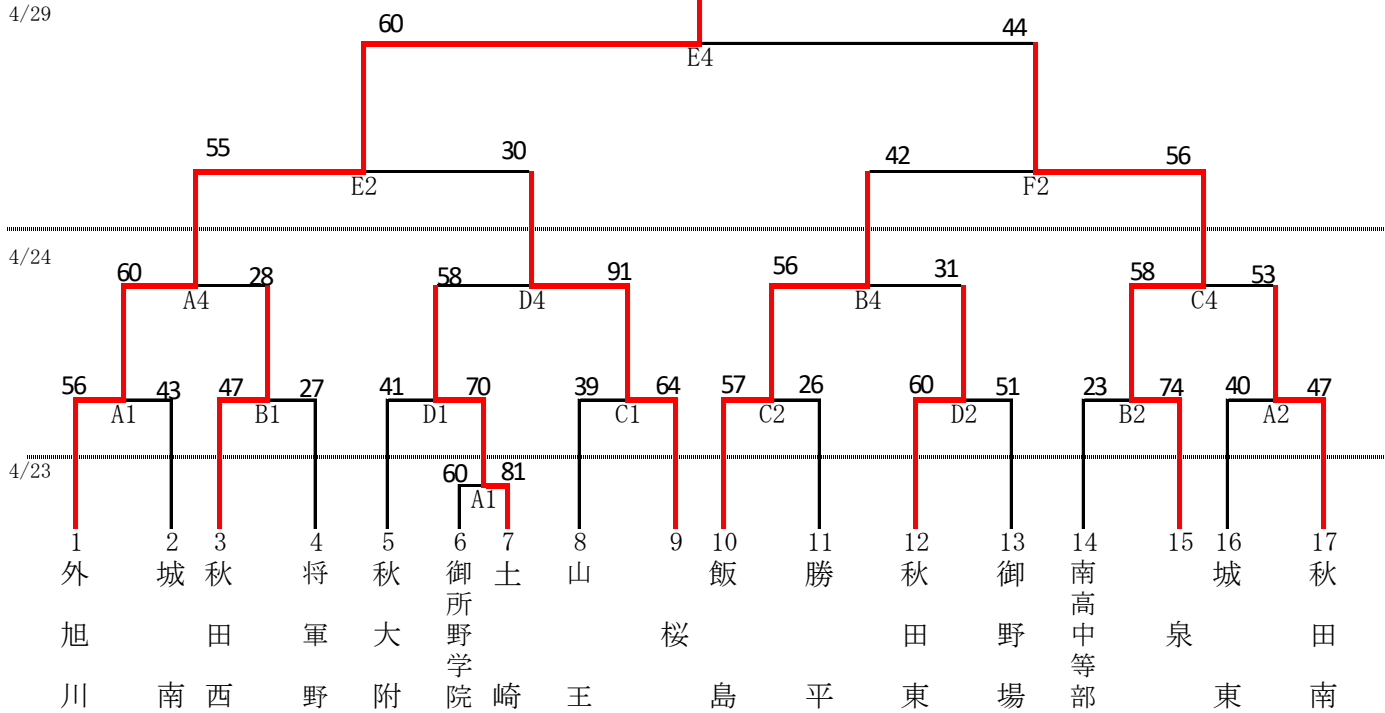 4/29
60
44
E4
55
30
42
56
E2
F2
4/24
60
28
58
91
56
31
58
53
A4
D4
B4
C4
56
43
47
27
41
70
39
64
57
26
60
51
23
74
40
47
A1
B1
D1
C1
C2
D2
B2
A2
4/23
60
81
A1
1
2
3
4
5
6
7
8
9
10
11
12
13
14
15
16
17
外旭川
城南
秋田西
将軍野
秋大附
御所野学院
土崎
山王
桜
飯島
勝平
秋田東
御野場
南高中等部
泉
城東
秋田南